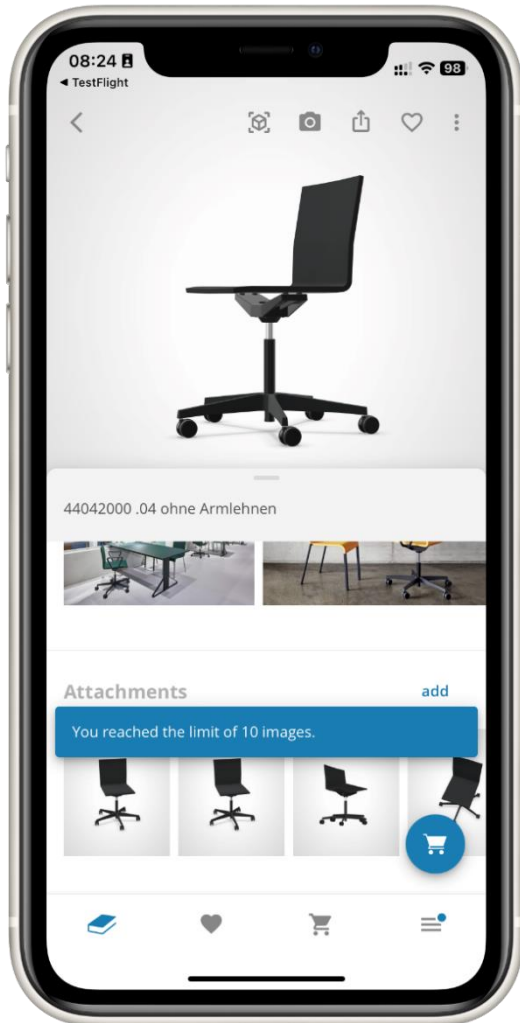 08:24
◀ TestFlight
98
44042000 .04 ohne Armlehnen
Attachments
add
You reached the limit of 10 images.